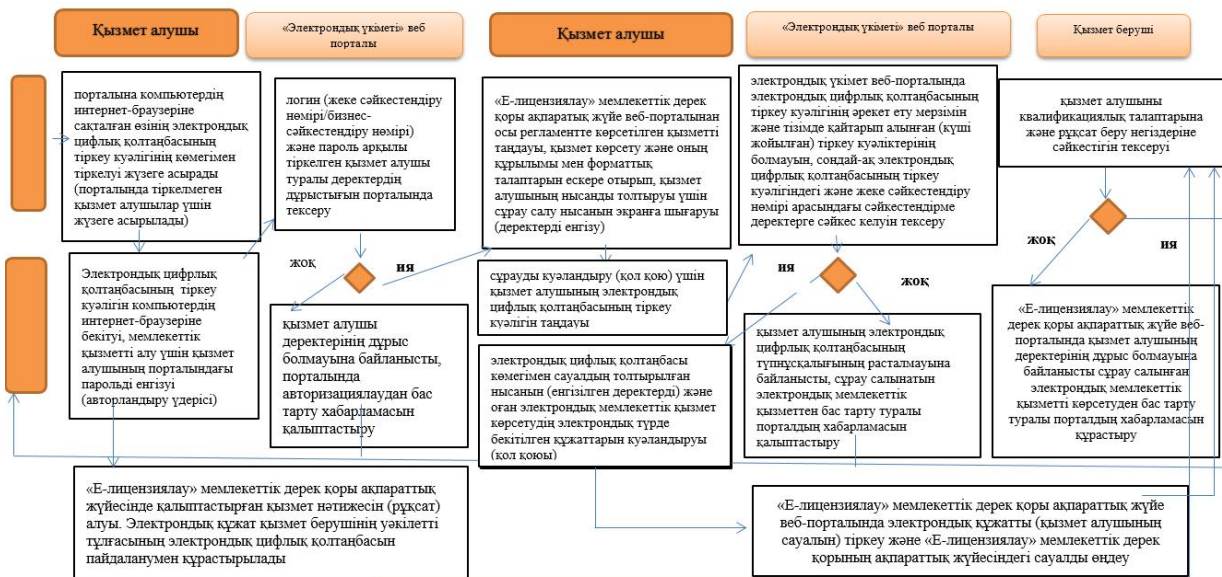 Қызмет алушы
«Электрондық үкіметі» веб
порталы
Қызмет алушы
«Электрондық үкіметі» веб порталы
Қызмет беруші
порталына компьютердің
интернет-браузеріне
сақталған өзінің электрондық
цифлық қолтаңбасының
тіркеу куәлігінің көмегімен
тіркелуі жүзеге асырады
(порталында тіркелмеген
қызмет алушылар үшін
жүзеге асырылады)
логин (жеке сәйкестендіру
нөмірі/бизнес-
сәйкестендіру нөмірі)
және пароль арқылы
тіркелген қызмет алушы
туралы деректердің
дұрыстығын порталында
тексеру
«Е-лицензиялау» мемлекеттік дерек
қоры ақпаратық жүйе веб-порталынан
осы регламентте көрсетілген қызметті
таңдауы, қызмет көрсету және оның
құрылымы мен форматтық
талаптарын ескере отырып, қызмет
алушының нысанды толтыруы үшін
сұрау салу нысанын экранға шығаруы
(деректерді енгізу)
электрондық үкімет веб-порталында
электрондық цифрлық қолтаңбасының
тіркеу куәлігінің әрекет ету мерзімін
және тізімде қайтарып алынған (күші
жойылған) тіркеу куәліктерінің
болмауын, сондай-ақ электрондық
цифрлық қолтаңбасының тіркеу
куәлігіндегі және жеке сәйкестендіру
нөмірі арасындағы сәйкестендірме
деректерге сәйкес келуін тексеру
қызмет алушыны
квалификациялық талаптарына
және рұқсат беру негіздеріне
сәйкестігін тексеруі
жоқ
ия
ия
жоқ
жоқ
ия
Электрондық цифрлық
қолтаңбасының тіркеу
куәлігін компьютердің
интернет-браузеріне
бекітуі, мемлекеттік
қызметті алу үшін қызмет
алушының порталындағы
парольді енгізуі
(авторландыру үдерісі)
қызмет алушы
деректерінің дұрыс
болмауына байланысты,
порталында
авторизациялаудан бас
тарту хабарламасын
қалыптастыру
сұрауды куәландыру (қол қою) үшін
қызмет алушының электрондық
цифлық қолтаңбасының тіркеу
куәлігін таңдауы
электрондық цифлық қолтаңбасы
көмегімен сауалдың толтырылған
нысанын (енгізілген деректерді) және
оған электрондық мемлекеттік қызмет
көрсетудің электрондық түрде
бекітілген құжаттарын куәландыруы
(қол қоюы)
қызмет алушының электрондық
цифрлық қолтаңбасының
түпнұсқалығының расталмауына
байланысты, сұрау салынатын
электрондық мемлекеттік
қызметтен бас тарту туралы
порталдың хабарламасын
қалыптастыру
«Е-лицензиялау» мемлекеттік
дерек қоры ақпараттық жүйе веб-
порталында қызмет алушының
деректерінің дұрыс болмауына
байланысты сұрау салынған
электрондық мемлекеттік
қызметті көрсетуден бас тарту
туралы порталдың хабарламасын
құрастыру
«Е-лицензиялау» мемлекеттік дерек қоры ақпараттық
жүйесінде қалыптастырған қызмет нәтижесін (рұқсат)
алуы. Электрондық құжат қызмет берушінің уәкілетті
тұлғасының электрондық цифрлық қолтаңбасын
пайдаланумен құрастырылады
«Е-лицензиялау» мемлекеттік дерек қоры ақпараттық жүйе
веб-порталында электрондық құжатты (қызмет алушының
сауалын) тіркеу және «Е-лицензиялау» мемлекеттік дерек
қорының ақпараттық жүйесіндегі сауалды өңдеу